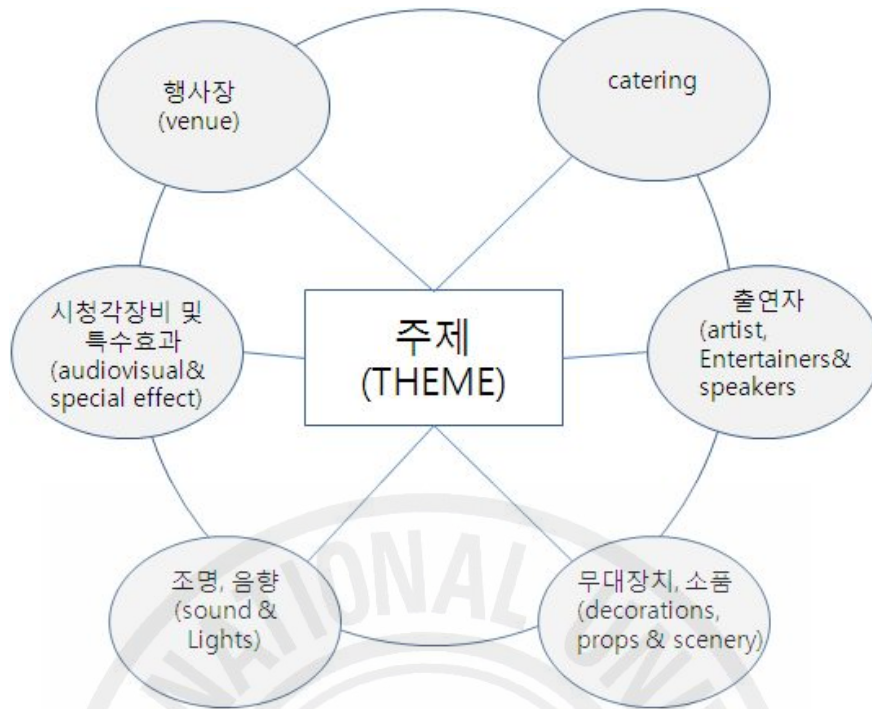 행사장
(venue)
catering
시청각장비 및
특수효과
(audiovisual&
special effect)
주제
(THEME)
출연자
(artist,
Entertainers&
speakers
조명, 음향
(sound &
Lights)
무대장치, 소품
(decorations,
props & scenery)
NATIONAL UN